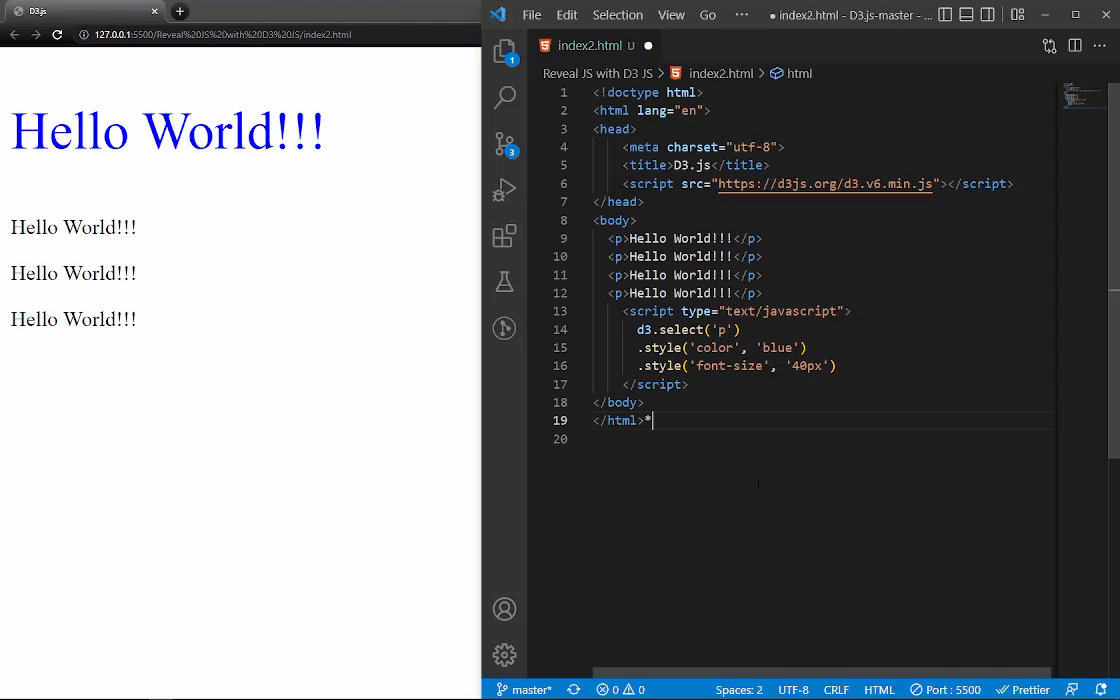 D3.js
127.0.0.1:5500/Reveal%20JS%20with%20D3%20JS/index2.html
Hello World!!!
Hello World!!!
Hello World!!!
Hello World!!!
File Edit Selection View Go ··· ● index2.html - D3.js-master - ...
index2.html U
Reveal JS with D3 JS > index2.html > html
1 <!doctype html>
2 <html lang="en">
3 <head>
4 <meta charset="utf-8">
5 <title>D3.js</title>
6 <script src="https://d3js.org/d3.v6.min.js"></script>
7 </head>
8 <body>
9 <p>Hello World!!!</p>
10 <p>Hello World!!!</p>
11 <p>Hello World!!!</p>
12 <p>Hello World!!!</p>
13 <script type="text/javascript">
14 d3.select('p')
15 .style('color', 'blue')
16 .style('font-size', '40px')
17 </script>
18 </body>
19 </html>*
20
1
3
master* 0 0 Spaces: 2 UTF-8 CRLF HTML Port : 5500 Prettier